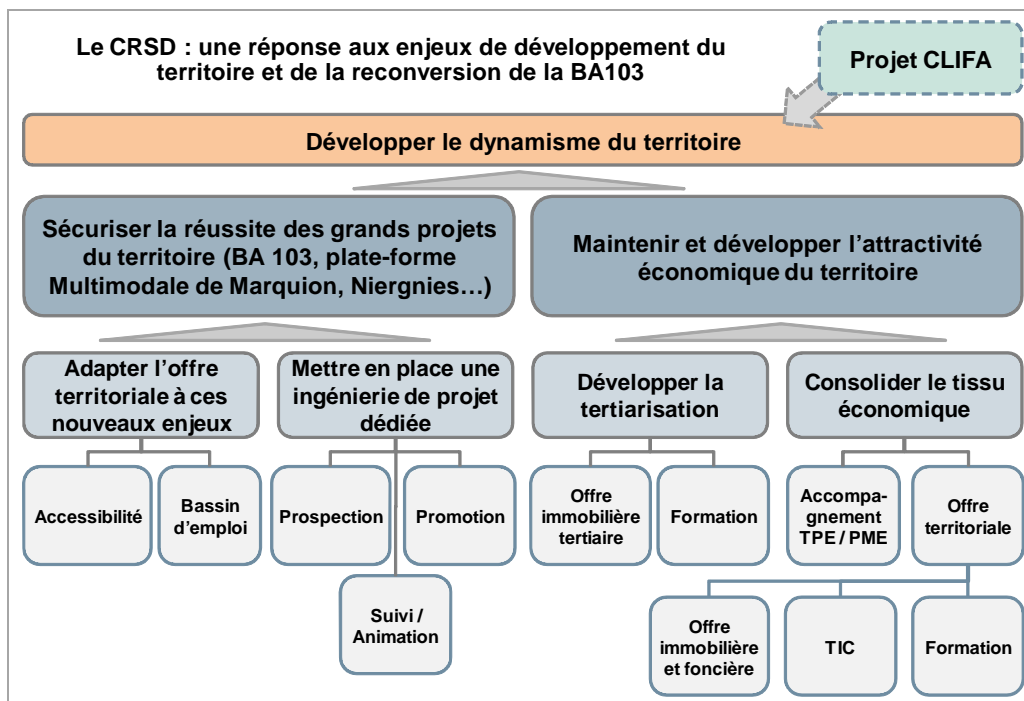 Le CRSD : une réponse aux enjeux de développement du
territoire et de la reconversion de la BA103
Projet CLIFA
Développer le dynamisme du territoire
Sécuriser la réussite des grands projets
du territoire (BA 103, plate-forme
Multimodale de Marquion, Niergnies…)
Maintenir et développer l’attractivité
économique du territoire
Adapter l’offre
territoriale à ces
nouveaux enjeux
Mettre en place une
ingénierie de projet
dédiée
Développer la
tertiarisation
Consolider le tissu
économique
Accessibilité
Bassin
d’emploi
Prospection
Promotion
Offre
immobilière
tertiaire
Formation
Accompa-
gnement
TPE / PME
Offre
territoriale
Suivi /
Animation
Offre
immobilière
et foncière
TIC
Formation